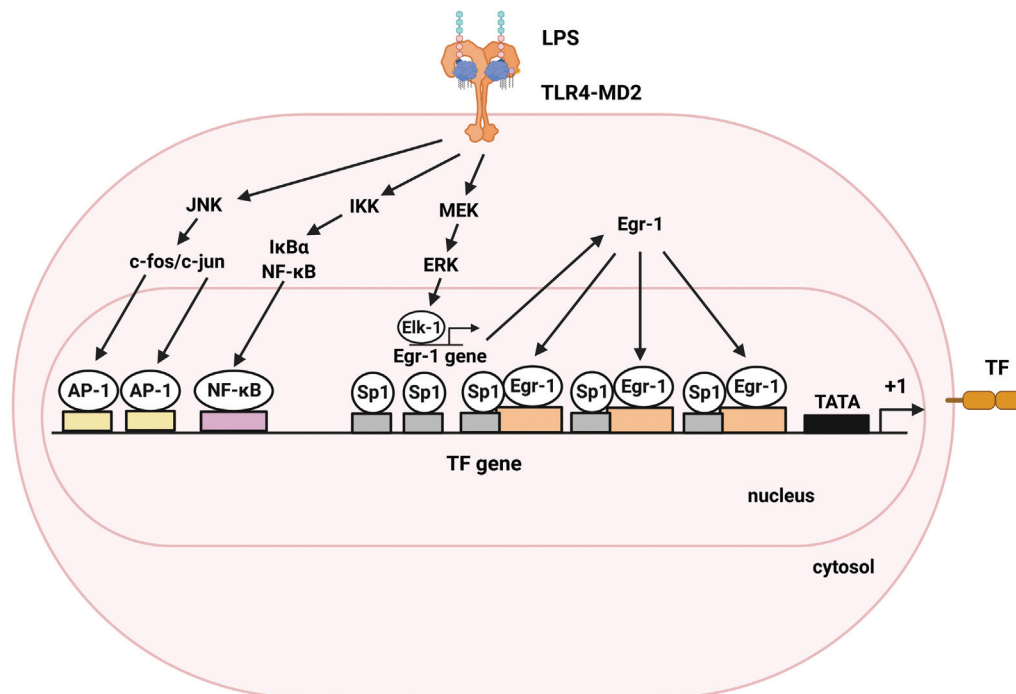 LPS
TLR4-MD2
JNK
IKK
MEK
Egr-1
c-fos/c-jun
IκBα
NF-κB
ERK
Elk-1
Egr-1 gene
AP-1
AP-1
NF-κB
Sp1
Sp1
Sp1
Egr-1
Sp1
Egr-1
Sp1
Egr-1
TATA
+1
TF
TF gene
nucleus
cytosol